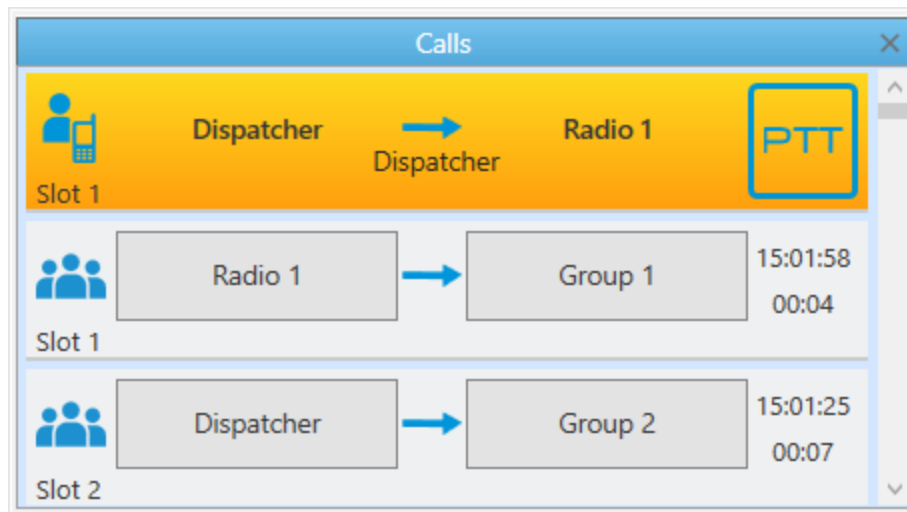 Calls
Dispatcher Radio 1 PTT
Dispatcher
Slot 1
Radio 1 Group 1 15:01:58
00:04
Slot 1
Dispatcher Group 2 15:01:25
00:07
Slot 2